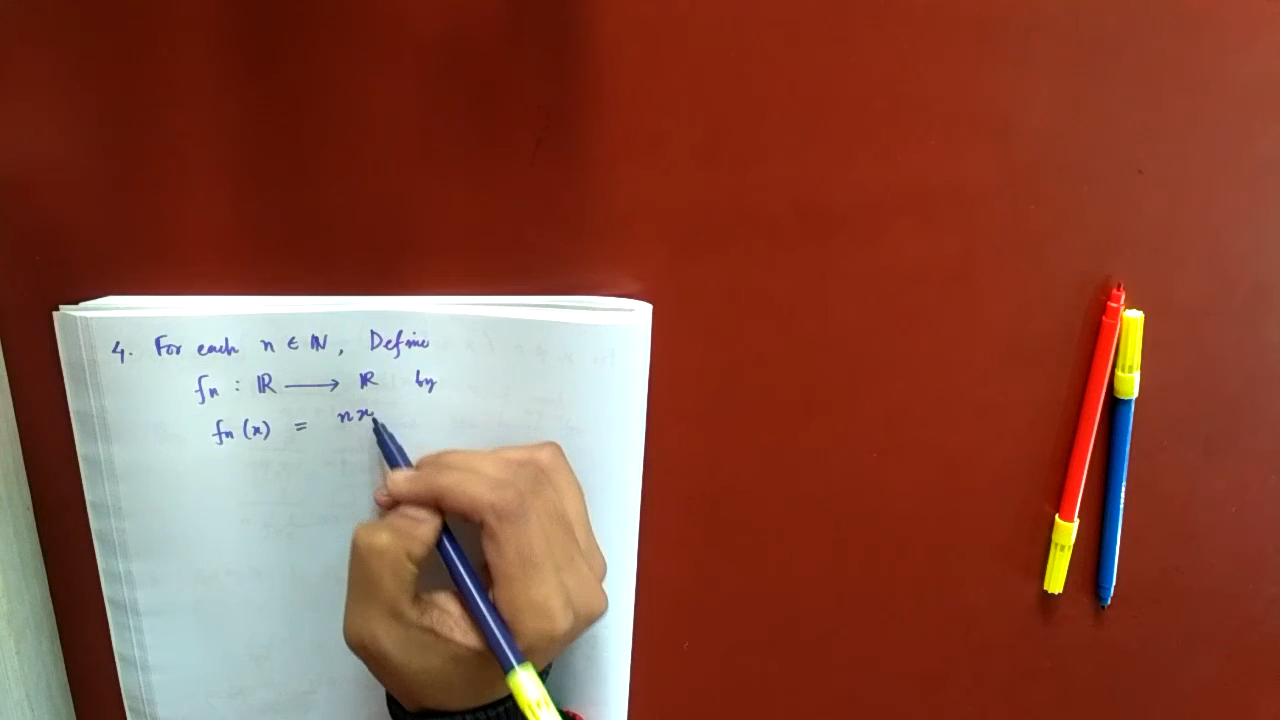 4. For each n ∈ ℕ, Define
fn : ℝ ⟶ ℝ by
fn (x) = nx